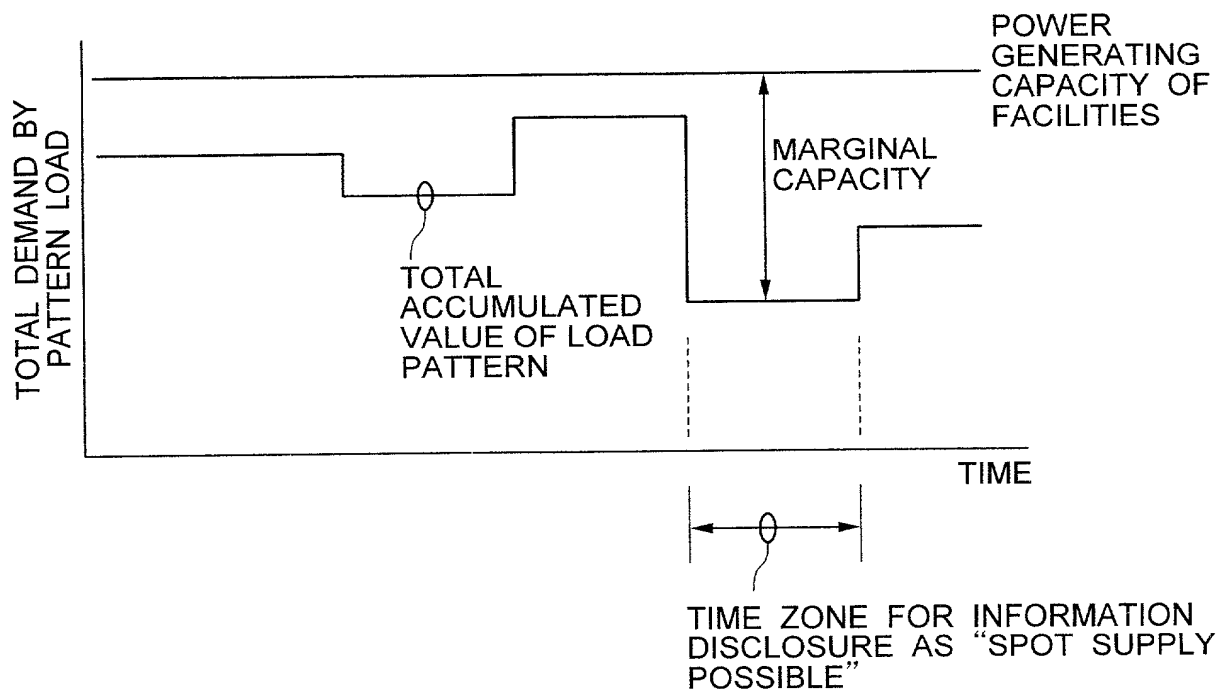 POWER
GENERATING
CAPACITY OF
FACILITIES
TOTAL DEMAND BY
PATTERN LOAD
MARGINAL
CAPACITY
TOTAL
ACCUMULATED
VALUE OF LOAD
PATTERN
TIME
TIME ZONE FOR INFORMATION
DISCLOSURE AS “SPOT SUPPLY
POSSIBLE”